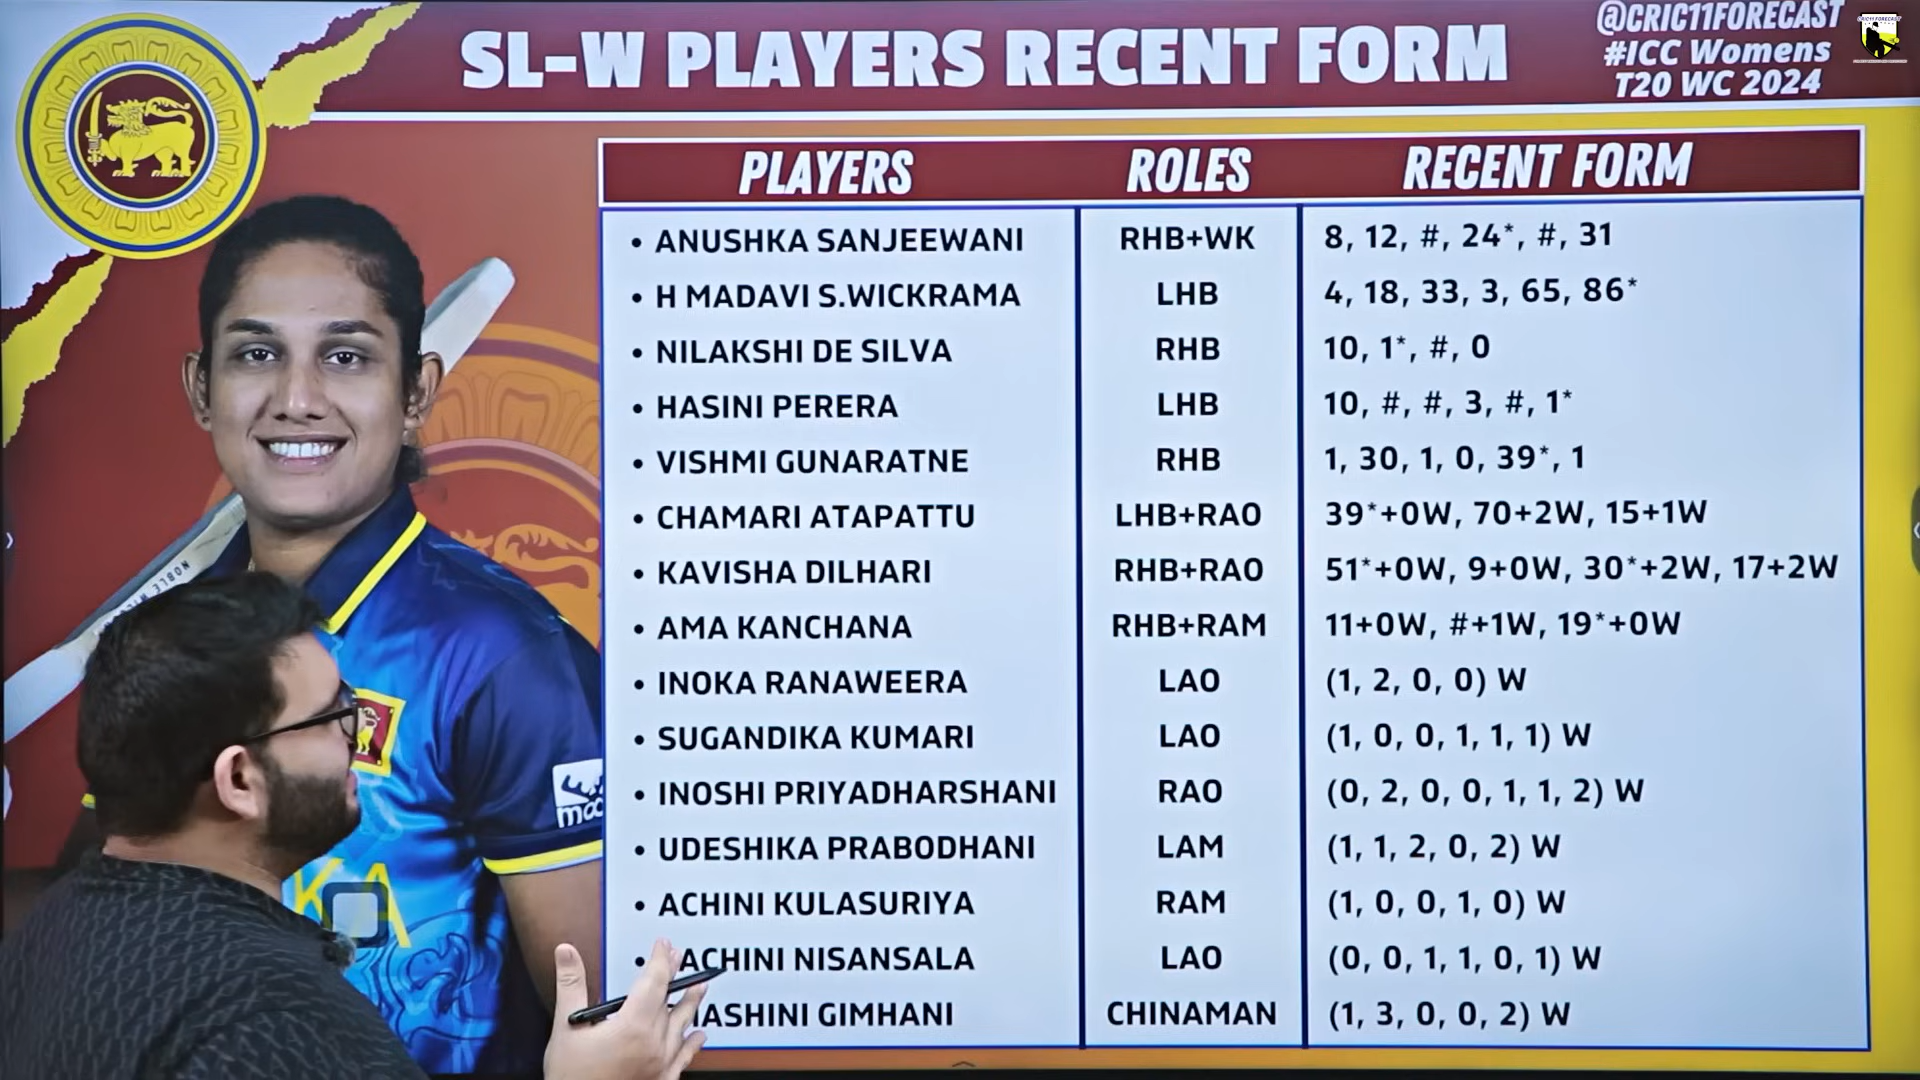 SL-W PLAYERS RECENT FORM
@CRIC11FORECAST
#ICC Womens
T20 WC 2024
CRIC11FORECAST
PLAYERS ROLES RECENT FORM
• ANUSHKA SANJEEWANI RHB+WK 8, 12, #, 24*, #, 31
• H MADAVI S.WICKRAMA LHB 4, 18, 33, 3, 65, 86*
• NILAKSHI DE SILVA RHB 10, 1*, #, 0
• HASINI PERERA LHB 10, #, #, 3, #, 1*
• VISHMI GUNARATNE RHB 1, 30, 1, 0, 39*, 1
• CHAMARI ATAPATTU LHB+RAO 39*+0W, 70+2W, 15+1W
• KAVISHA DILHARI RHB+RAO 51*+0W, 9+0W, 30*+2W, 17+2W
• AMA KANCHANA RHB+RAM 11+0W, #+1W, 19*+0W
• INOKA RANAWEERA LAO (1, 2, 0, 0) W
• SUGANDIKA KUMARI LAO (1, 0, 0, 1, 1, 1) W
• INOSHI PRIYADHARSHANI RAO (0, 2, 0, 0, 1, 1, 2) W
• UDESHIKA PRABODHANI LAM (1, 1, 2, 0, 2) W
• ACHINI KULASURIYA RAM (1, 0, 0, 1, 0) W
• ACHINI NISANSALA LAO (0, 0, 1, 1, 0, 1) W
GIMHANI CHINAMAN (1, 3, 0, 0, 2) W
NOBLE
KA